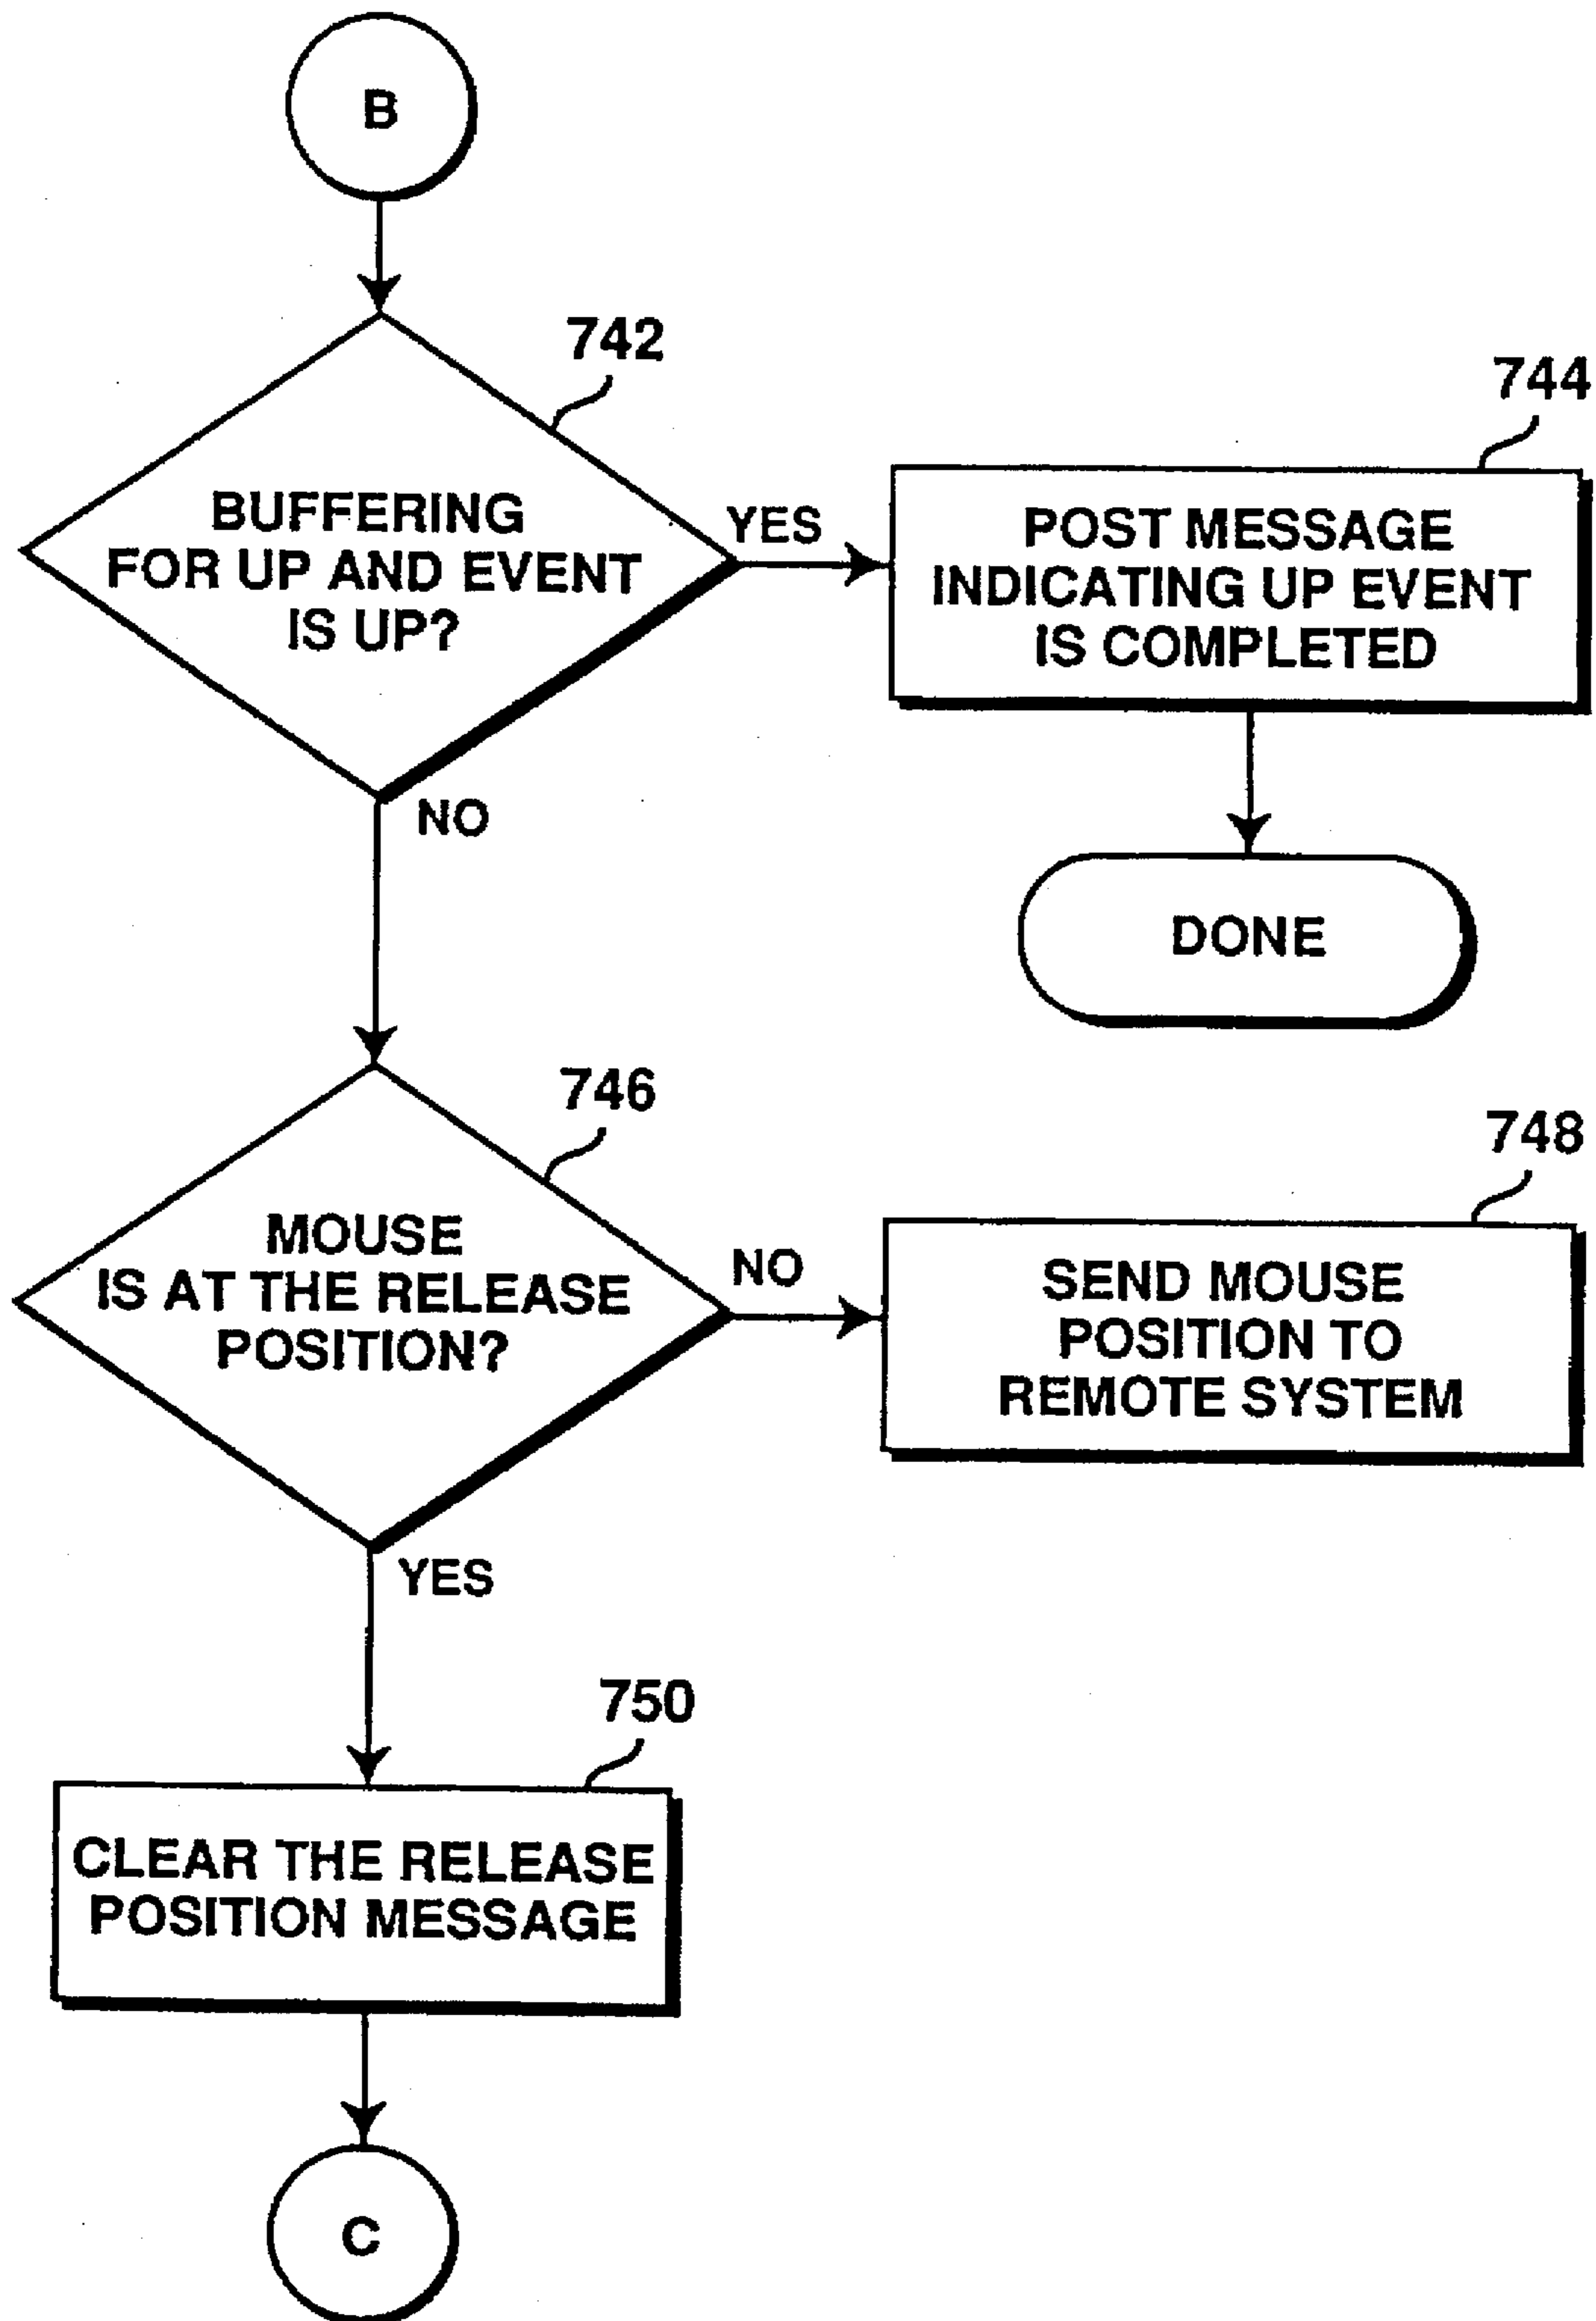 B
742
BUFFERING
FOR UP AND EVENT
IS UP?
YES
744
POST MESSAGE
INDICATING UP EVENT
IS COMPLETED
NO
DONE
746
MOUSE
IS AT THE RELEASE
POSITION?
NO
748
SEND MOUSE
POSITION TO
REMOTE SYSTEM
YES
750
CLEAR THE RELEASE
POSITION MESSAGE
C